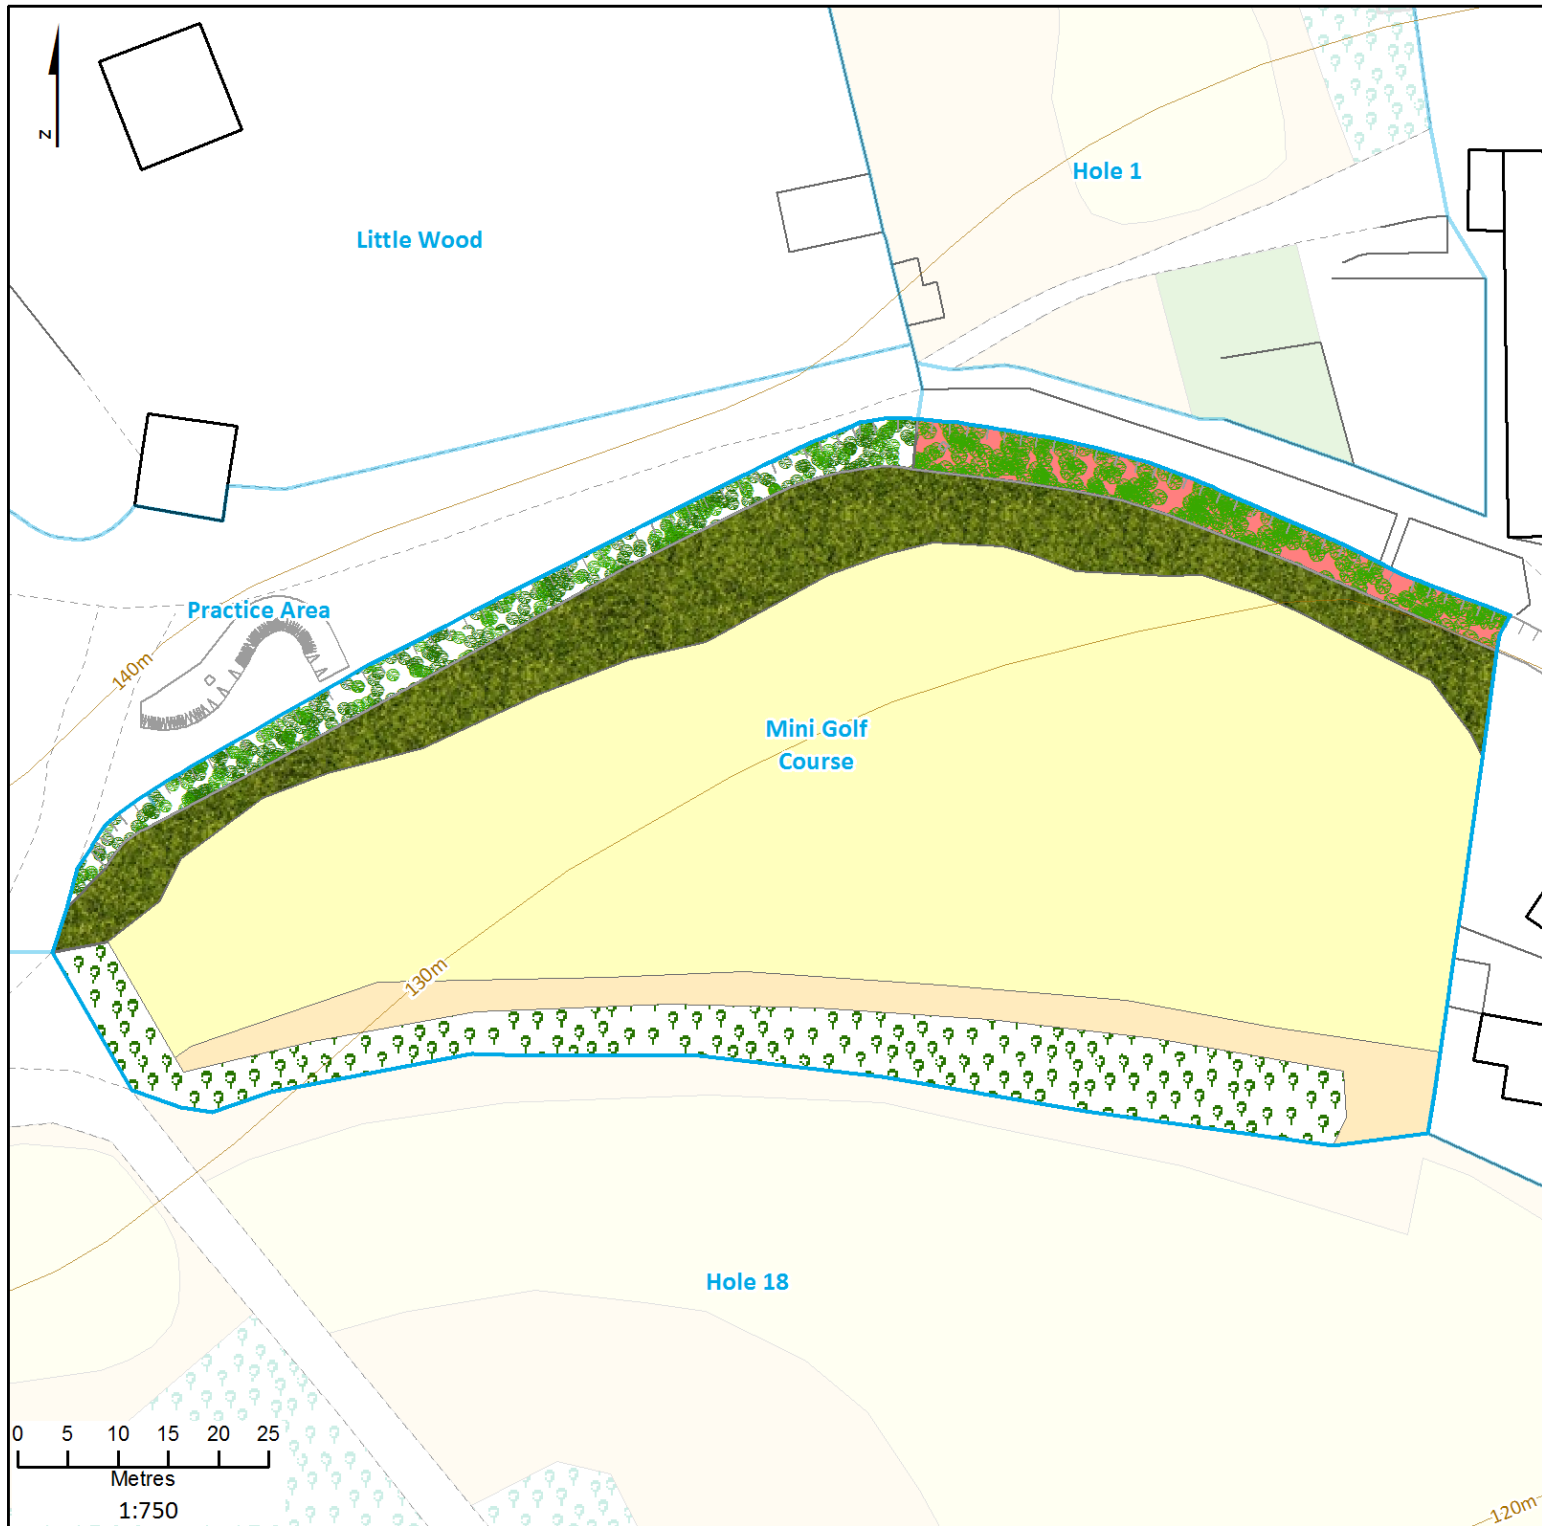 N
Hole 1
Little Wood
Practice Area
140m
Mini Golf
Course
130m
Hole 18
0 5 10 15 20 25
Metres
1:750
120m